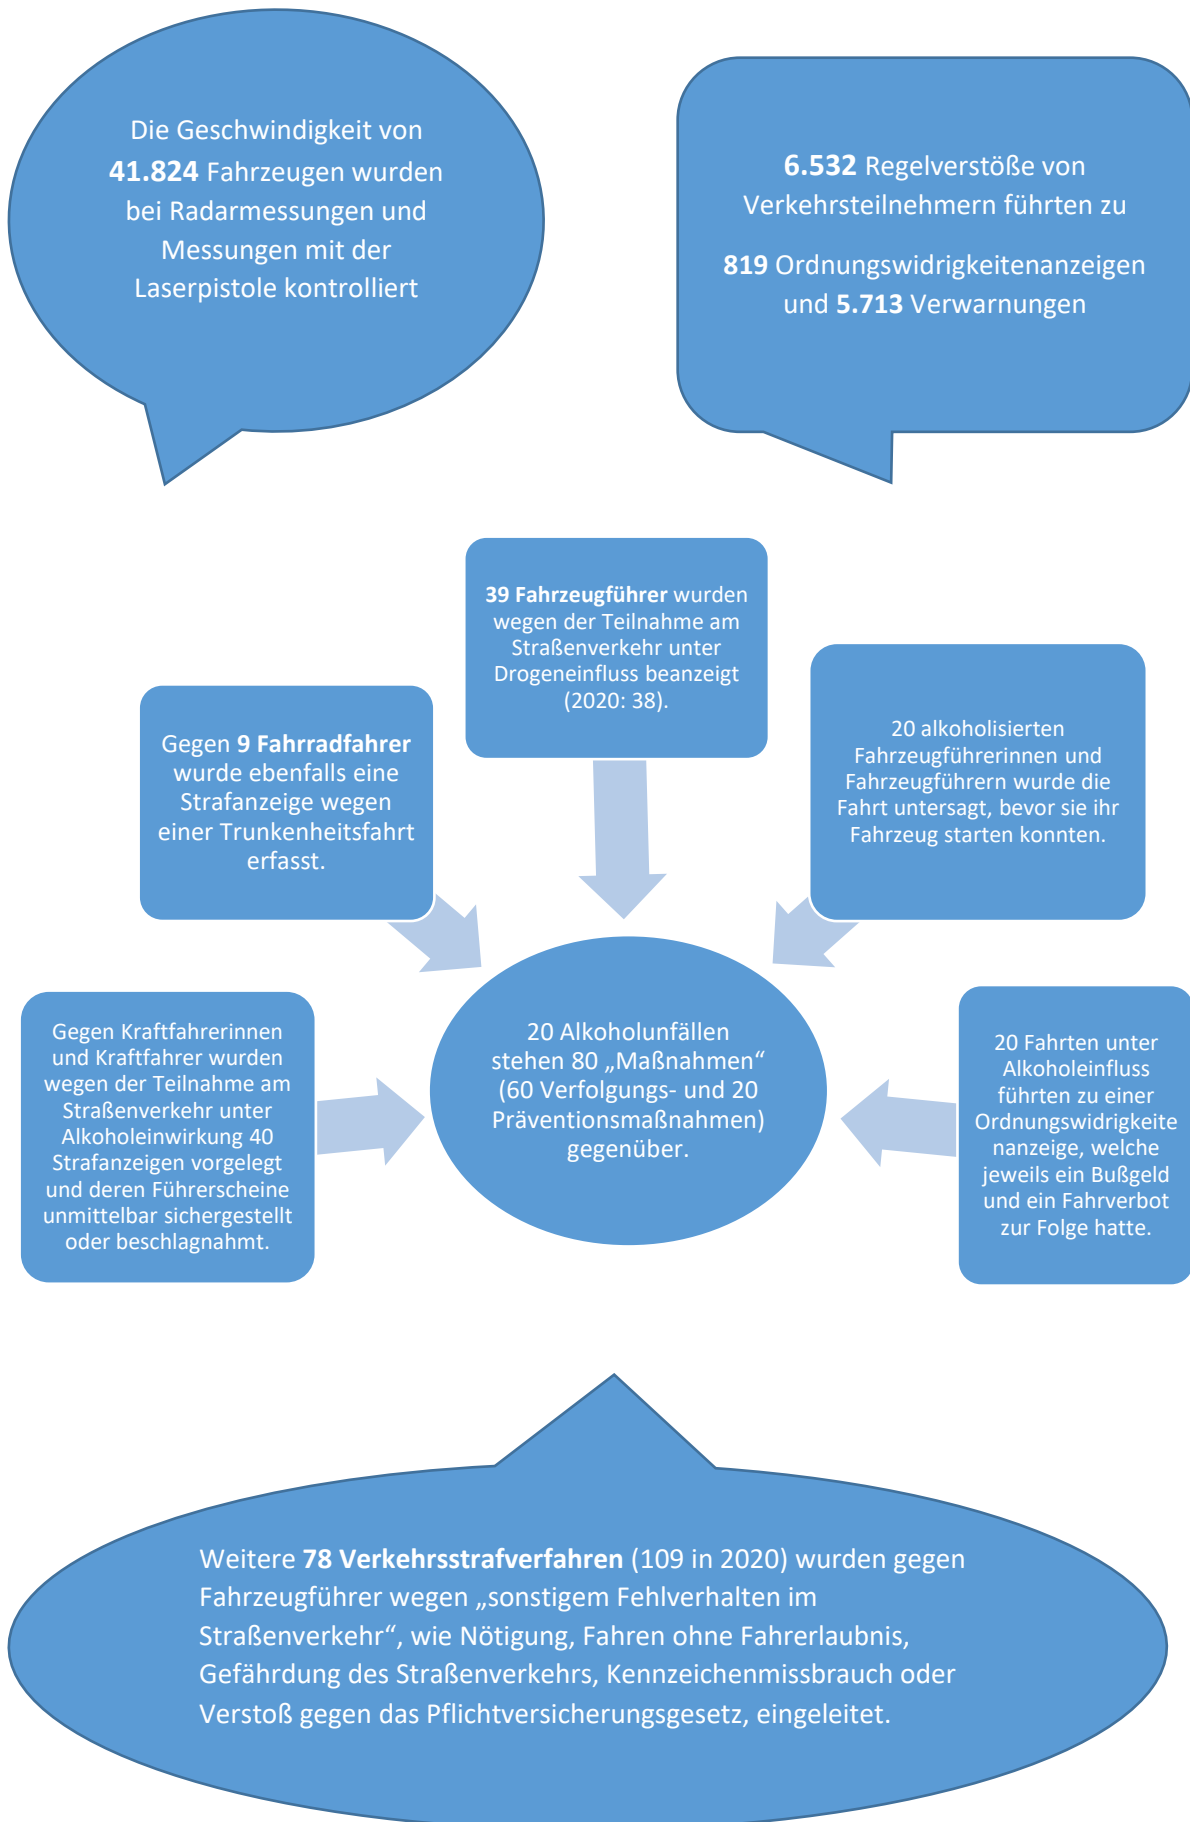 Die Geschwindigkeit von
41.824 Fahrzeugen wurden
bei Radarmessungen und
Messungen mit der
Laserpistole kontrolliert
6.532 Regelverstöße von
Verkehrsteilnehmern führten zu
819 Ordnungswidrigkeitenanzeigen
und 5.713 Verwarnungen
39 Fahrzeugführer wurden
wegen der Teilnahme am
Straßenverkehr unter
Drogeneinfluss beanzeigt
(2020: 38).
Gegen 9 Fahrradfahrer
wurde ebenfalls eine
Strafanzeige wegen
einer Trunkenheitsfahrt
erfasst.
20 alkoholisierten
Fahrzeugführerinnen und
Fahrzeugführern wurde die
Fahrt untersagt, bevor sie ihr
Fahrzeug starten konnten.
Gegen Kraftfahrerinnen
und Kraftfahrer wurden
wegen der Teilnahme am
Straßenverkehr unter
Alkoholeinwirkung 40
Strafanzeigen vorgelegt
und deren Führerscheine
unmittelbar sichergestellt
oder beschlagnahmt.
20 Alkoholunfällen
stehen 80 „Maßnahmen“
(60 Verfolgungs- und 20
Präventionsmaßnahmen)
gegenüber.
20 Fahrten unter
Alkoholeinfluss
führten zu einer
Ordnungswidrigkeite
nanzeige, welche
jeweils ein Bußgeld
und ein Fahrverbot
zur Folge hatte.
Weitere 78 Verkehrsstrafverfahren (109 in 2020) wurden gegen
Fahrzeugführer wegen „sonstigem Fehlverhalten im
Straßenverkehr“, wie Nötigung, Fahren ohne Fahrerlaubnis,
Gefährdung des Straßenverkehrs, Kennzeichenmissbrauch oder
Verstoß gegen das Pflichtversicherungsgesetz, eingeleitet.